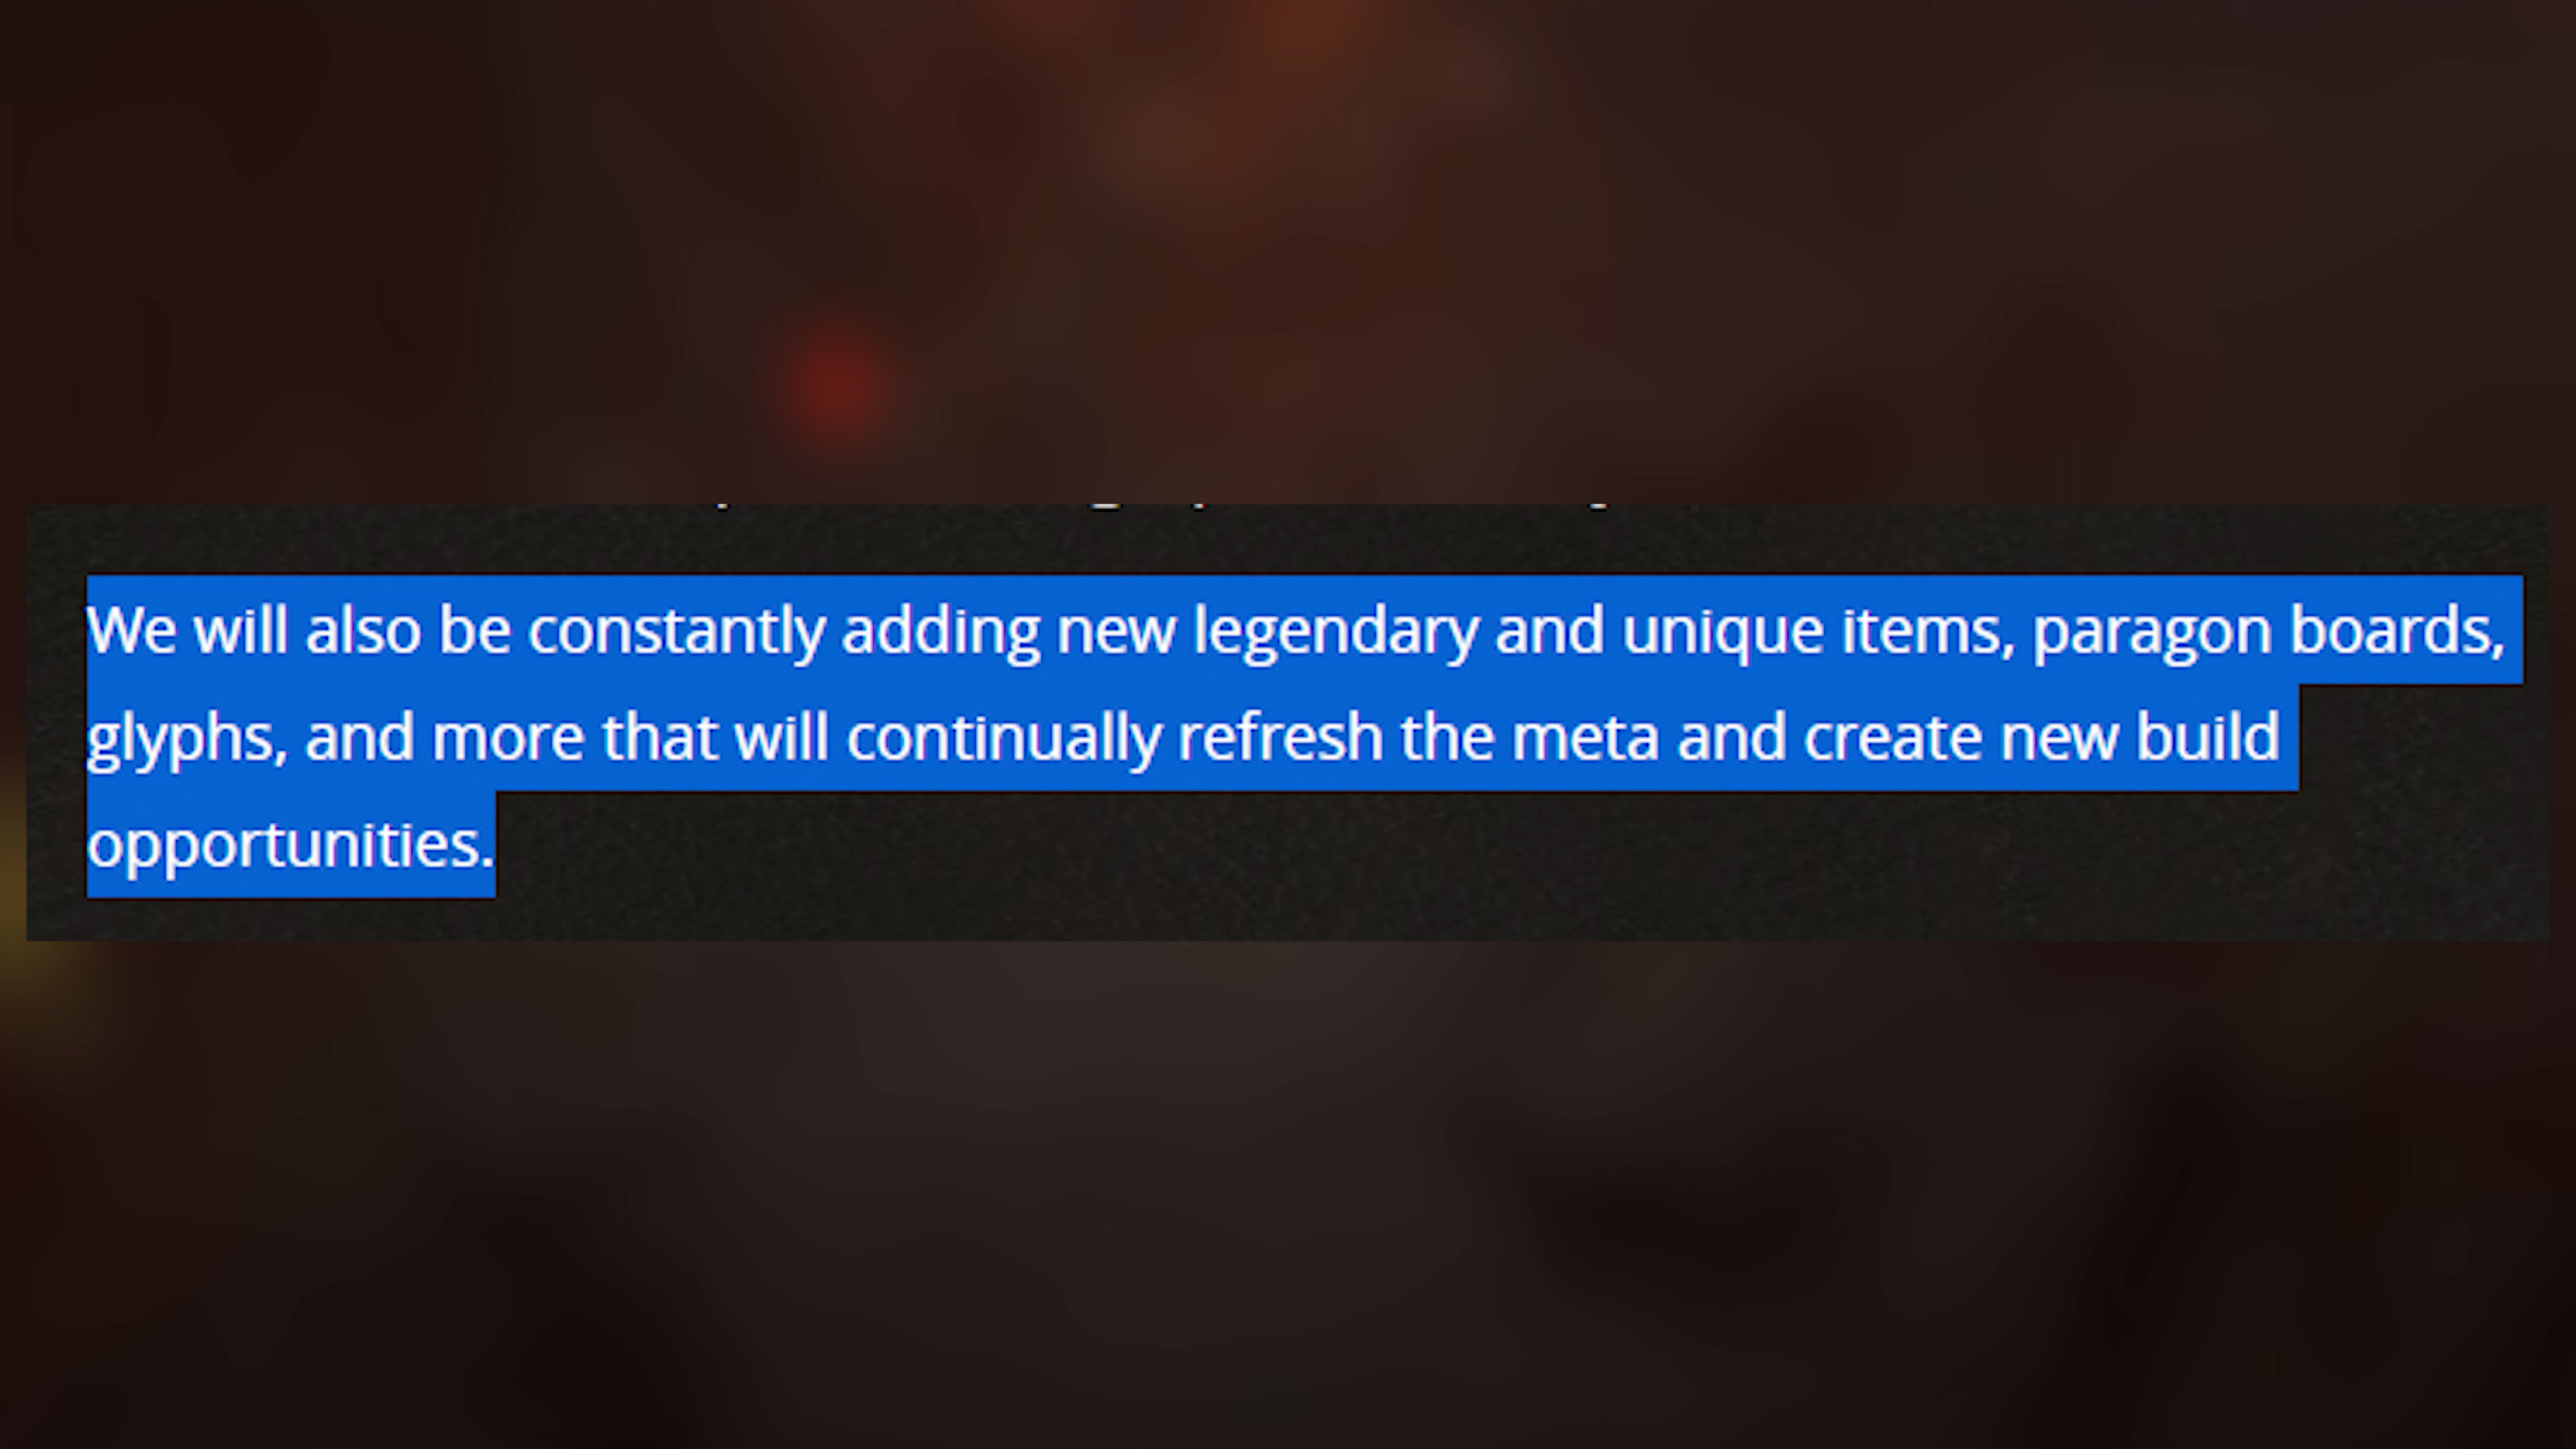 We will also be constantly adding new legendary and unique items, paragon boards,
glyphs, and more that will continually refresh the meta and create new build
opportunities.